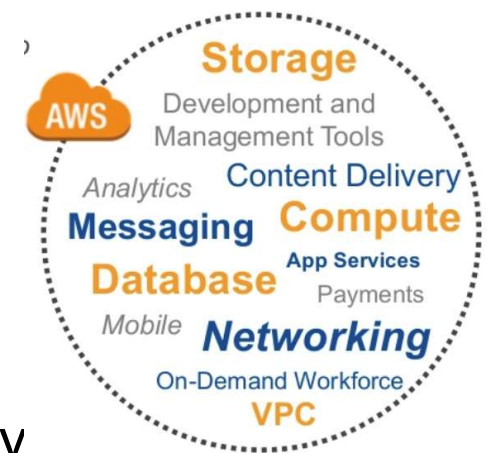 Storage
AWS
Development and
Management Tools
Analytics
Content Delivery
Messaging
Compute
App Services
Database
Payments
Mobile
Networking
On-Demand Workforce
VPC